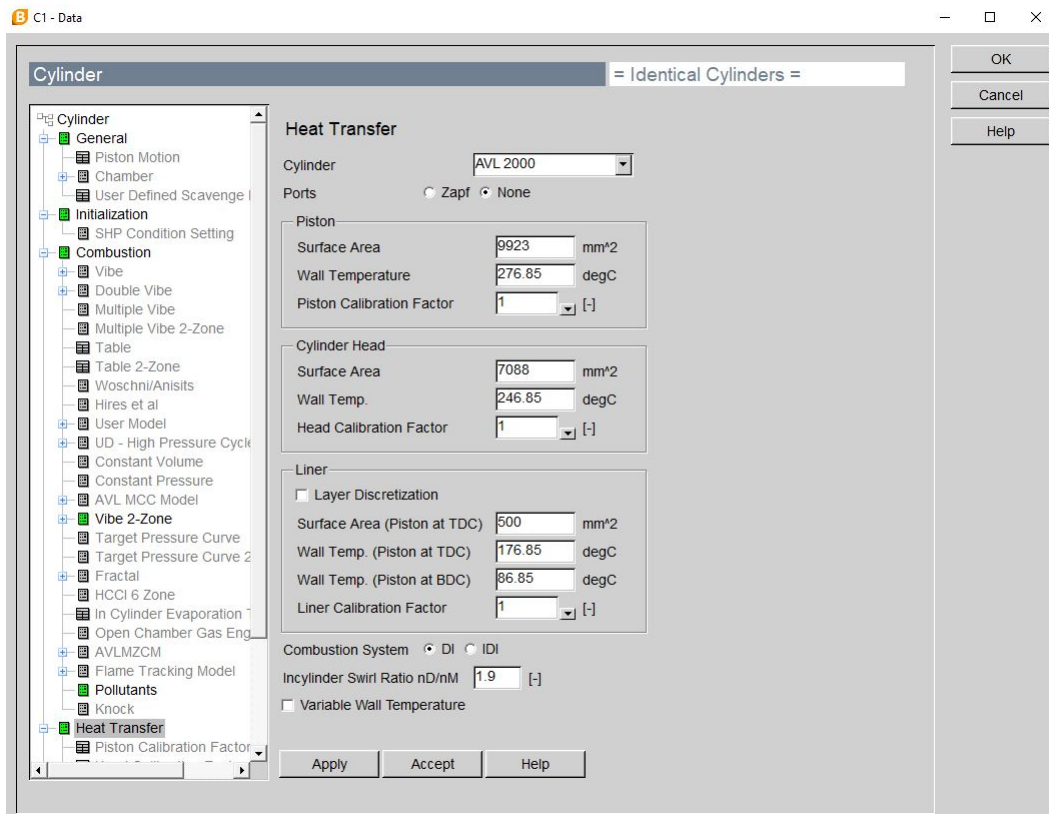 C1 - Data
Cylinder
= Identical Cylinders =
OK
Cancel
Help
Cylinder
General
Piston Motion
Chamber
User Defined Scavenge
Initialization
SHP Condition Setting
Combustion
Vibe
Double Vibe
Multiple Vibe
Multiple Vibe 2-Zone
Table
Table 2-Zone
Woschni/Anisits
Hires et al
User Model
UD - High Pressure Cycle
Constant Volume
Constant Pressure
AVL MCC Model
Vibe 2-Zone
Target Pressure Curve
Target Pressure Curve 2
Fractal
HCCI 6 Zone
In Cylinder Evaporation
Open Chamber Gas Eng
AVLMZCM
Flame Tracking Model
Pollutants
Knock
Heat Transfer
Piston Calibration Factor
Heat Transfer
Cylinder AVL 2000
Ports Zapf None
Piston
Surface Area 9923 mm^2
Wall Temperature 276.85 degC
Piston Calibration Factor 1 [-]
Cylinder Head
Surface Area 7088 mm^2
Wall Temp. 246.85 degC
Head Calibration Factor 1 [-]
Liner
Layer Discretization
Surface Area (Piston at TDC) 500 mm^2
Wall Temp. (Piston at TDC) 176.85 degC
Wall Temp. (Piston at BDC) 86.85 degC
Liner Calibration Factor 1 [-]
Combustion System DI IDI
Incylinder Swirl Ratio nD/nM 1.9 [-]
Variable Wall Temperature
Apply Accept Help